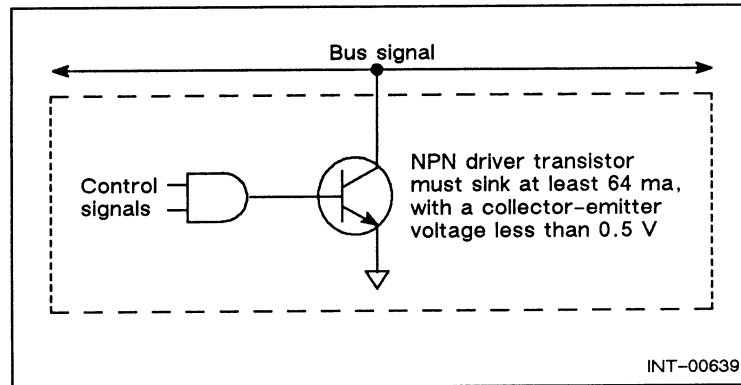 Bus signal
Control
signals
NPN driver transistor
must sink at least 64 ma,
with a collector-emitter
voltage less than 0.5 V
INT-00639